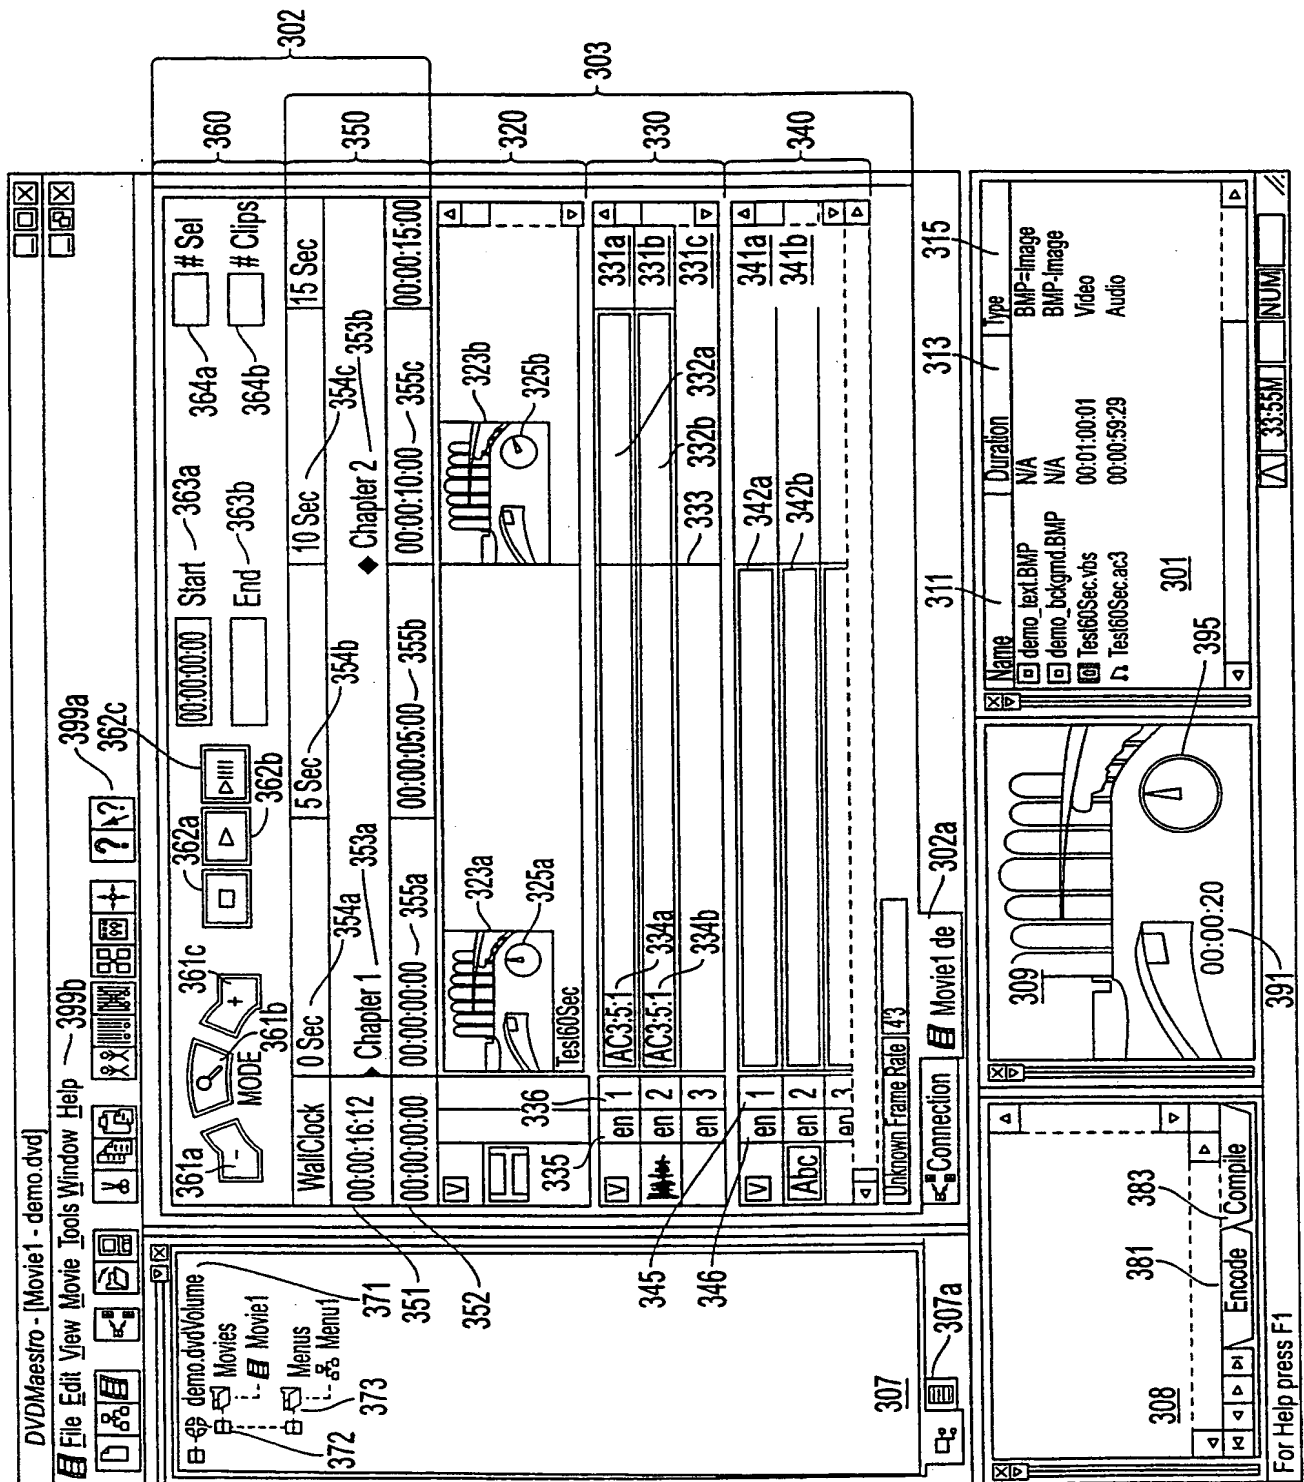 DVDMaestro - [Movie1 - demo.dvd]
File Edit View Movie Tools Window Help
399b
399a
? ?
361a
361b
361c
MODE
362a
362b
362c
00:00:00:00 Start 363a
End 363b
364a # Sel
364b # Clips
360
302
WallClock 0 Sec 354a 5 Sec 354b 10 Sec 354c 15 Sec
00:00:16:12 Chapter 1 353a Chapter 2 353b
00:00:00:00 00:00:00:00 355a 00:00:05:00 355b 00:00:10:00 355c 00:00:15:00
350
303
351
352
V
323a
325a
Test60Sec
323b
325b
320
335
336
V en 1 AC3:5:1 334a 331a
en 2 AC3:5:1 334b 331b
en 3 331c
332a
332b
333
330
345
346
V en 1 342a 341a
Abc en 2 342b 341b
en 3
340
Unknown Frame Rate 4'3
Connection Movie1 de 302a
demo.dvdVolume
371
Movies
Movie1
Menus
Menu1
372
373
307
307a
308
381
383
Encode Compile
309
00:00:20
391
395
311
313
315
Name Duration Type
demo_text.BMP N/A BMP=Image
demo_bckgmd.BMP N/A BMP-Image
Test60Sec.vbs 00:01:00:01 Video
Test60Sec.ac3 00:00:59:29 Audio
301
For Help press F1
33:55M NUM